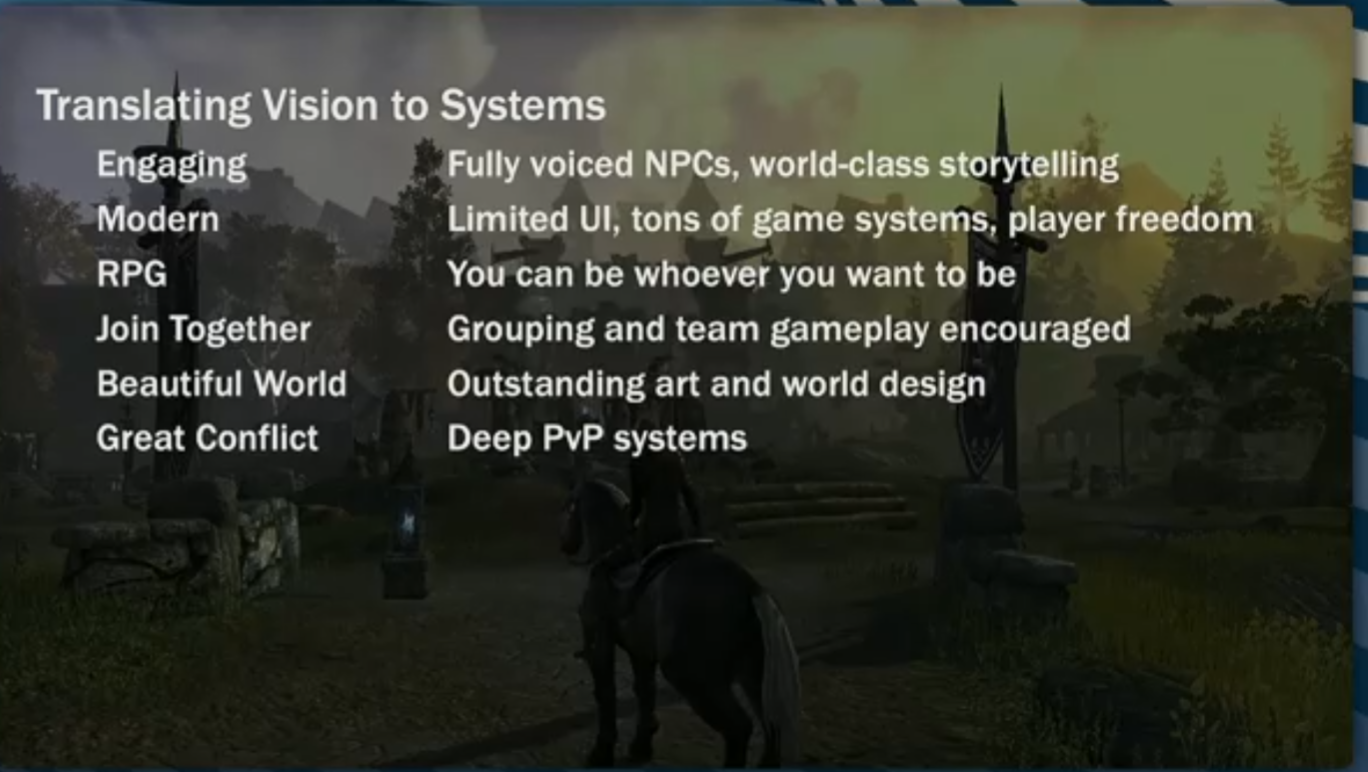 Translating Vision to Systems
Engaging Fully voiced NPCs, world-class storytelling
Modern Limited UI, tons of game systems, player freedom
RPG You can be whoever you want to be
Join Together Grouping and team gameplay encouraged
Beautiful World Outstanding art and world design
Great Conflict Deep PvP systems